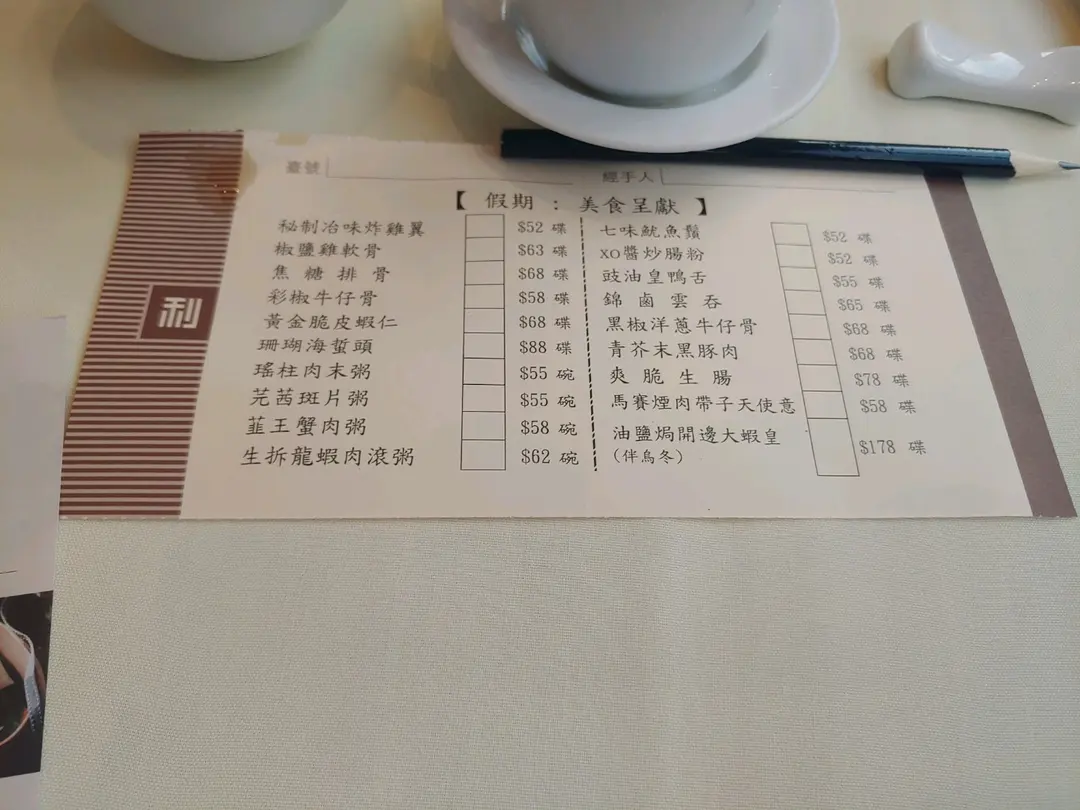 臺號
經手人
【 假期 : 美食呈獻 】
利
秘制冶味炸雞翼 $52 碟
椒鹽雞軟骨 $63 碟
焦糖排骨 $68 碟
彩椒牛仔骨 $58 碟
黃金脆皮蝦仁 $68 碟
珊瑚海蜇頭 $88 碟
瑤柱肉末粥 $55 碗
芫茜斑片粥 $55 碗
韮王蟹肉粥 $58 碗
生拆龍蝦肉滾粥 $62 碗
七味魷魚鬚 $52 碟
XO醬炒腸粉 $52 碟
豉油皇鴨舌 $55 碟
錦鹵雲吞 $65 碟
黑椒洋蔥牛仔骨 $68 碟
青芥末黑豚肉 $68 碟
爽脆生腸 $78 碟
馬賽煙肉帶子天使意 $58 碟
油鹽焗開邊大蝦皇 $178 碟
(伴烏冬)